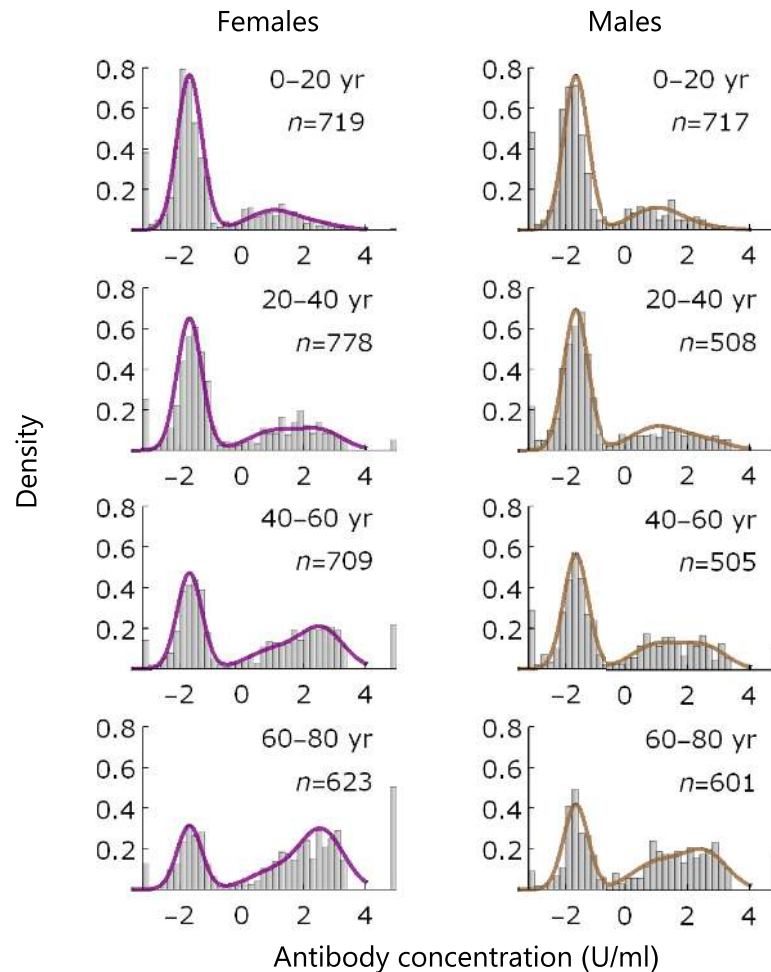 Females
Males
Density
0.8
0.6
0.4
0.2
0–20 yr
n=719
−2 0 2 4
0.8
0.6
0.4
0.2
0–20 yr
n=717
−2 0 2 4
0.8
0.6
0.4
0.2
20–40 yr
n=778
−2 0 2 4
0.8
0.6
0.4
0.2
20–40 yr
n=508
−2 0 2 4
0.8
0.6
0.4
0.2
40–60 yr
n=709
−2 0 2 4
0.8
0.6
0.4
0.2
40–60 yr
n=505
−2 0 2 4
0.8
0.6
0.4
0.2
60–80 yr
n=623
−2 0 2 4
0.8
0.6
0.4
0.2
60–80 yr
n=601
−2 0 2 4
Antibody concentration (U/ml)